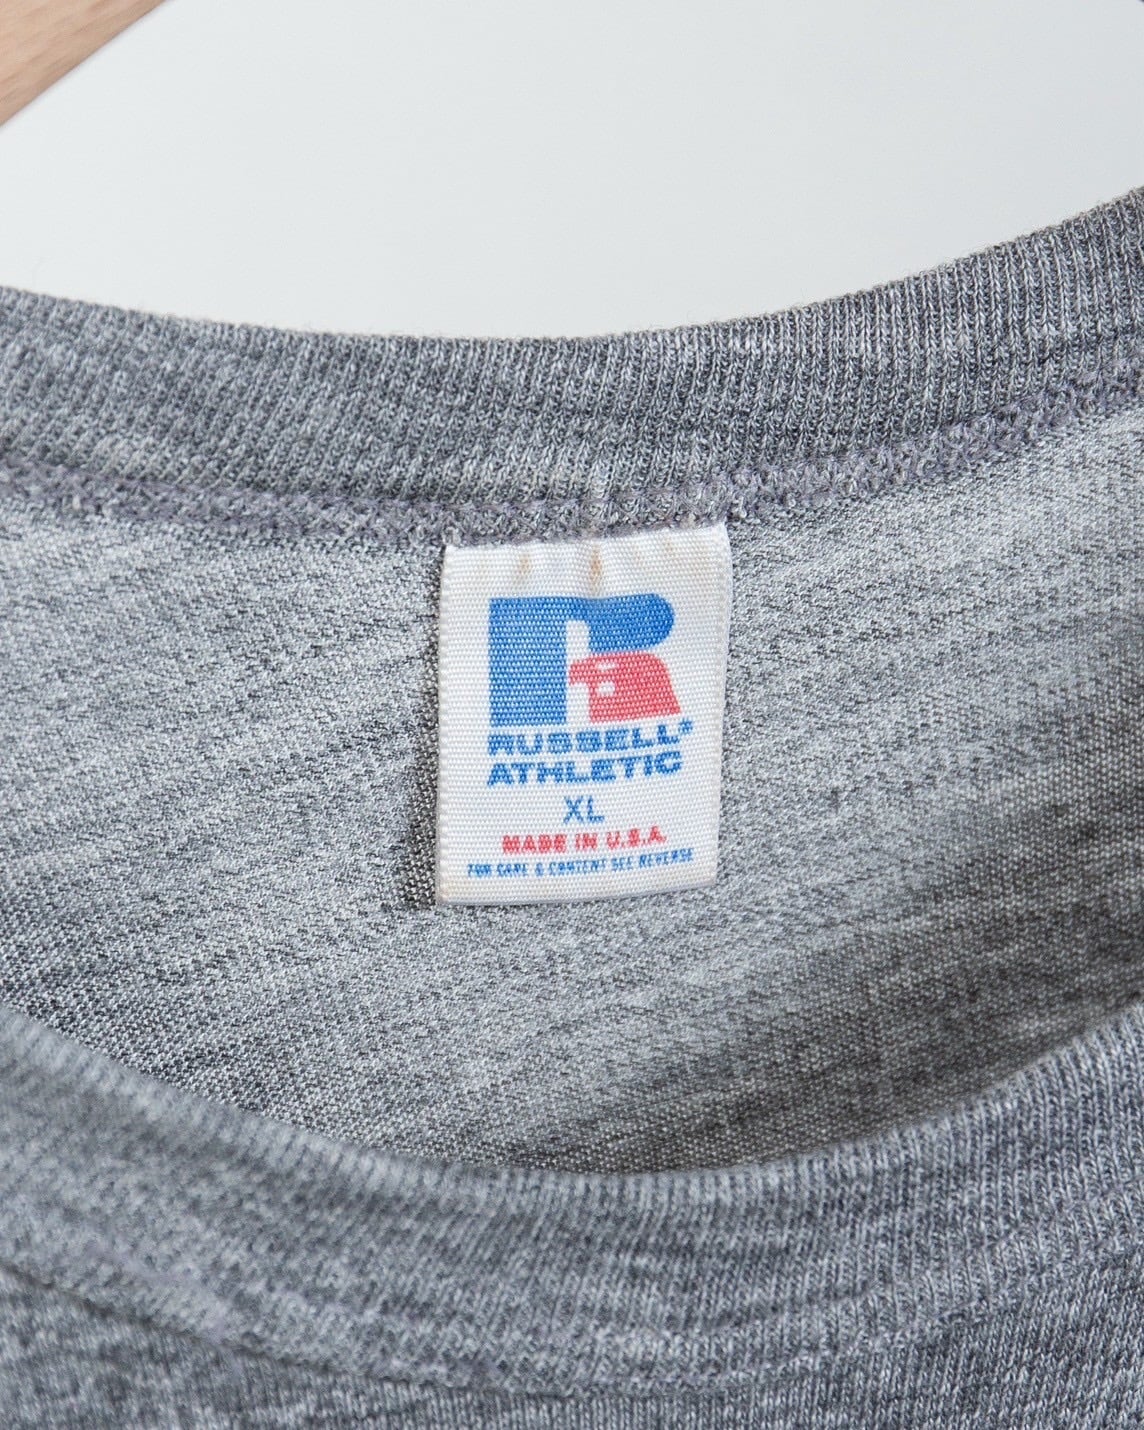 R
RUSSELL®
ATHLETIC
XL
MADE IN U.S.A.
FOR CARE & CONTENT SEE REVERSE